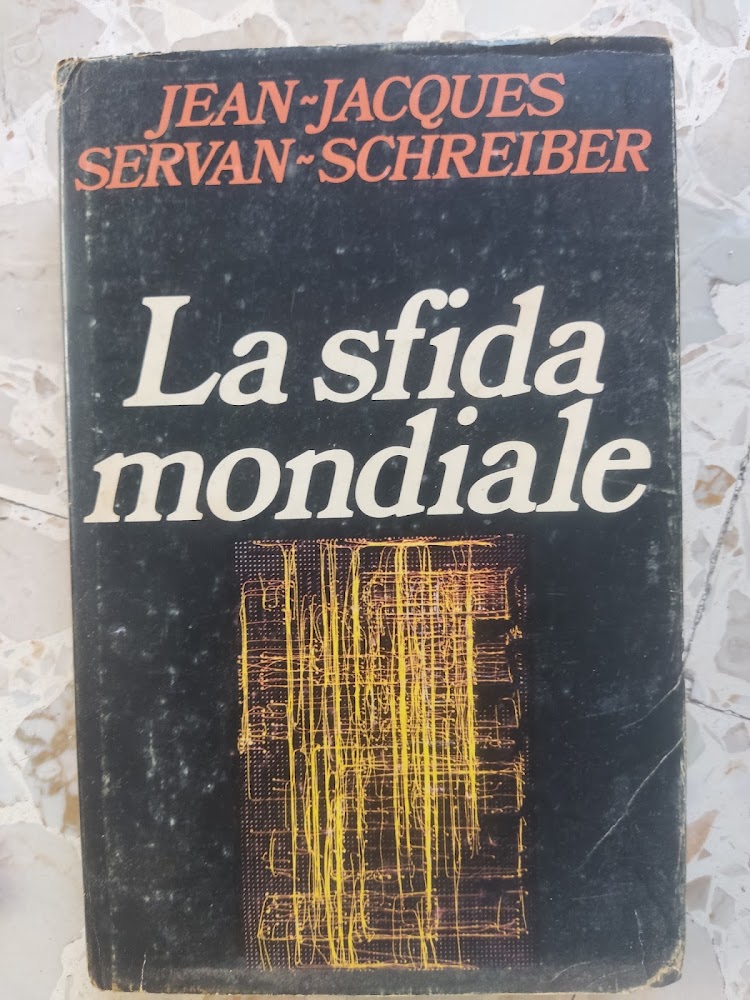 JEAN~JACQUES
SERVAN~SCHREIBER
La sfida
mondiale